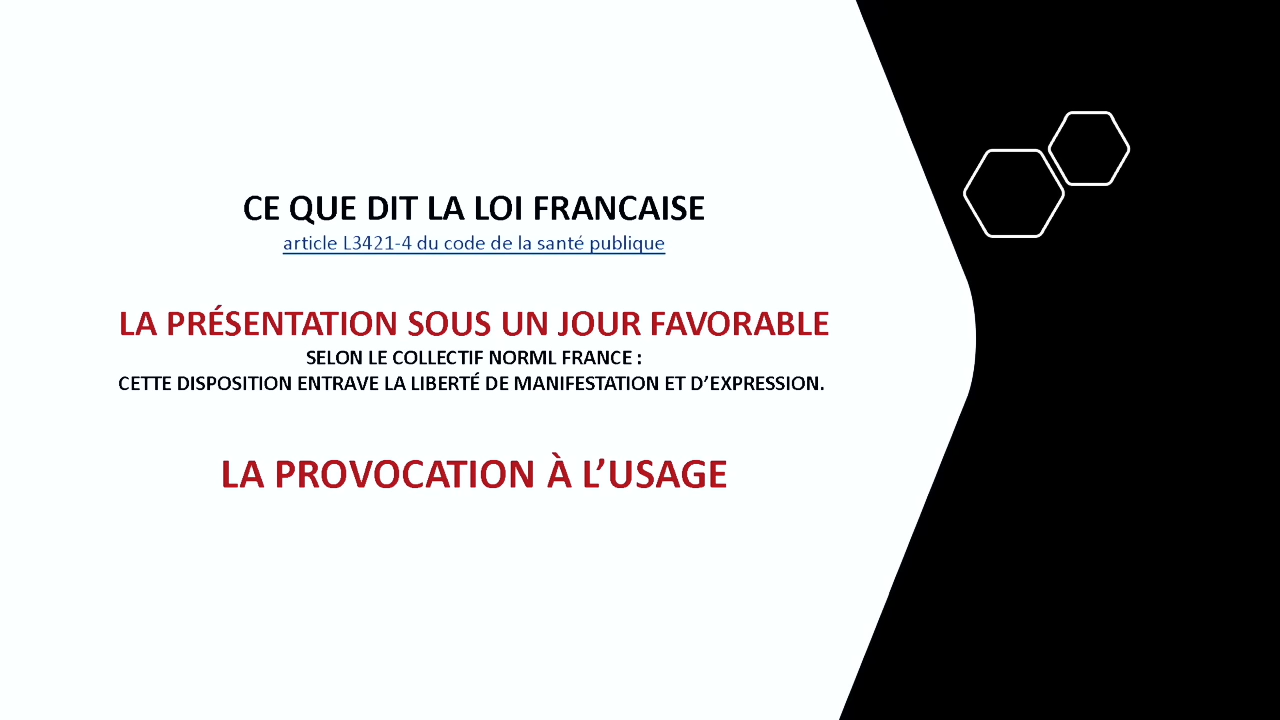 CE QUE DIT LA LOI FRANCAISE
article L3421-4 du code de la santé publique
LA PRÉSENTATION SOUS UN JOUR FAVORABLE
SELON LE COLLECTIF NORML FRANCE :
CETTE DISPOSITION ENTRAVE LA LIBERTÉ DE MANIFESTATION ET D’EXPRESSION.
LA PROVOCATION À L’USAGE